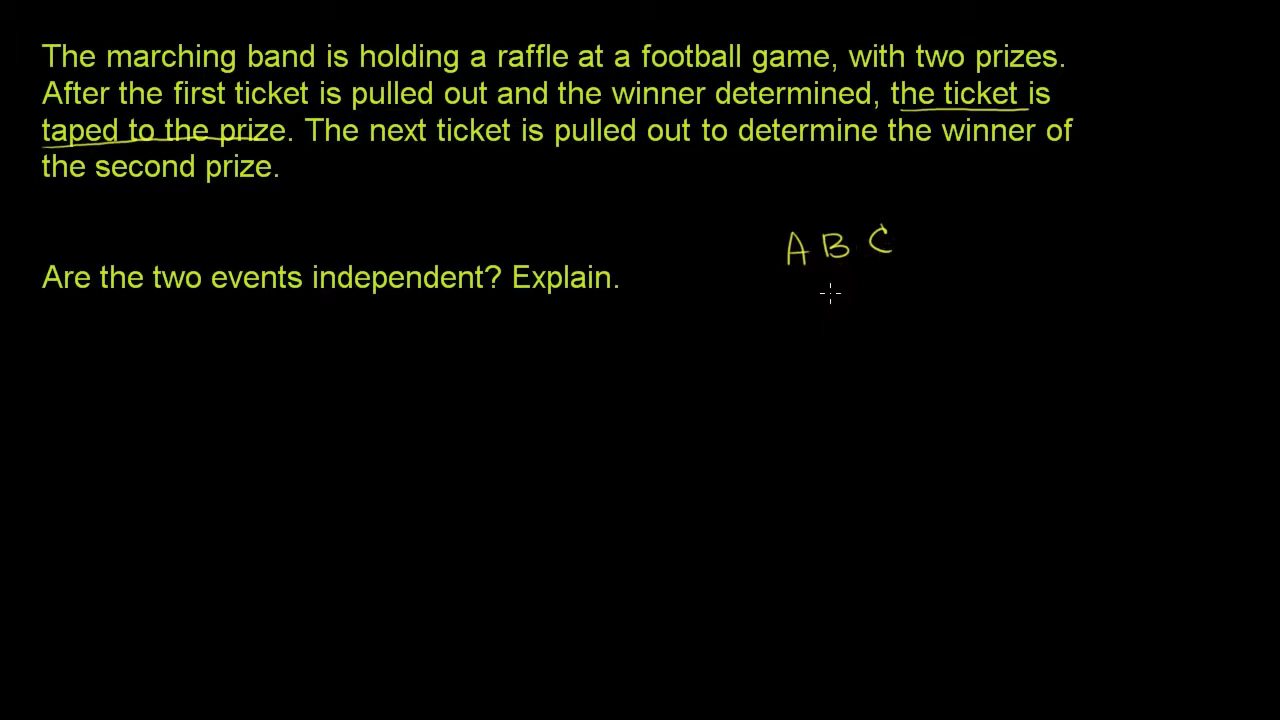 The marching band is holding a raffle at a football game, with two prizes.
After the first ticket is pulled out and the winner determined, the ticket is
taped to the prize. The next ticket is pulled out to determine the winner of
the second prize.
A B C
Are the two events independent? Explain.